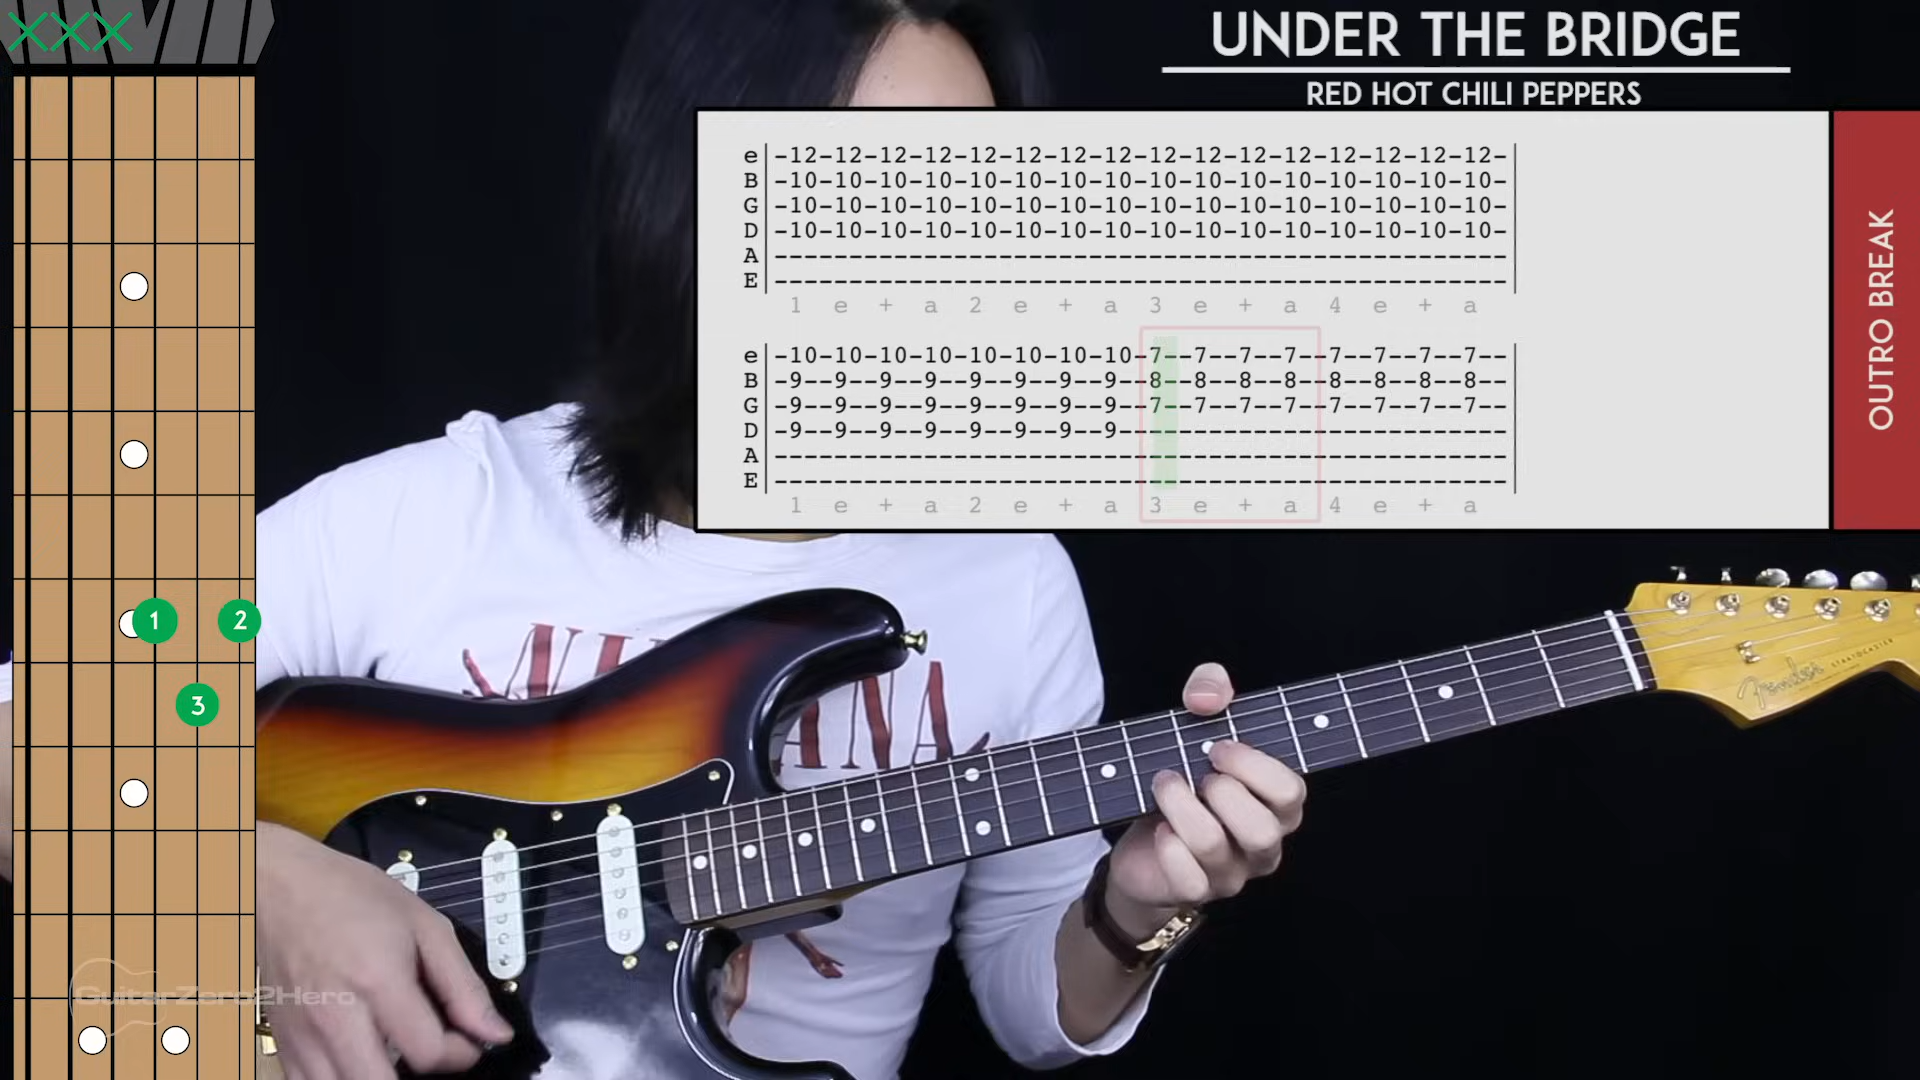 XXX
UNDER THE BRIDGE
RED HOT CHILI PEPPERS
e|-12-12-12-12-12-12-12-12-12-12-12-12-12-12-12-12-|
B|-10-10-10-10-10-10-10-10-10-10-10-10-10-10-10-10-|
G|-10-10-10-10-10-10-10-10-10-10-10-10-10-10-10-10-|
D|-10-10-10-10-10-10-10-10-10-10-10-10-10-10-10-10-|
A|-------------------------------------------------|
E|-------------------------------------------------|
1 e + a 2 e + a 3 e + a 4 e + a
e|-10-10-10-10-10-10-10-10-7--7--7--7--7--7--7--7--|
B|-9--9--9--9--9--9--9--9--8--8--8--8--8--8--8--8--|
G|-9--9--9--9--9--9--9--9--7--7--7--7--7--7--7--7--|
D|-9--9--9--9--9--9--9--9--------------------------|
A|-------------------------------------------------|
E|-------------------------------------------------|
1 e + a 2 e + a 3 e + a 4 e + a
OUTRO BREAK
1 2
3
Fender
STRATOCASTER
GuitarZero2Hero